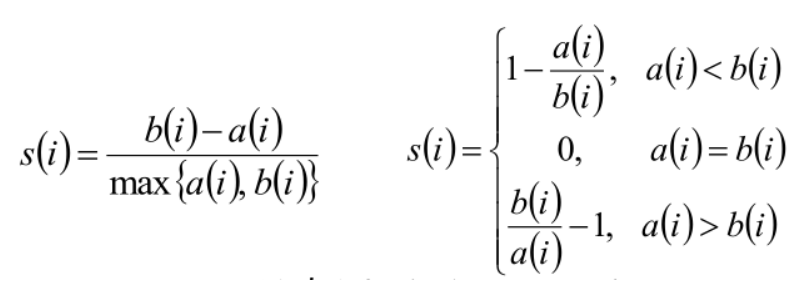 s(i) = (b(i) − a(i)) / max{a(i), b(i)}
s(i) = { 1 − a(i)/b(i), a(i) < b(i)
0, a(i) = b(i)
b(i)/a(i) − 1, a(i) > b(i)